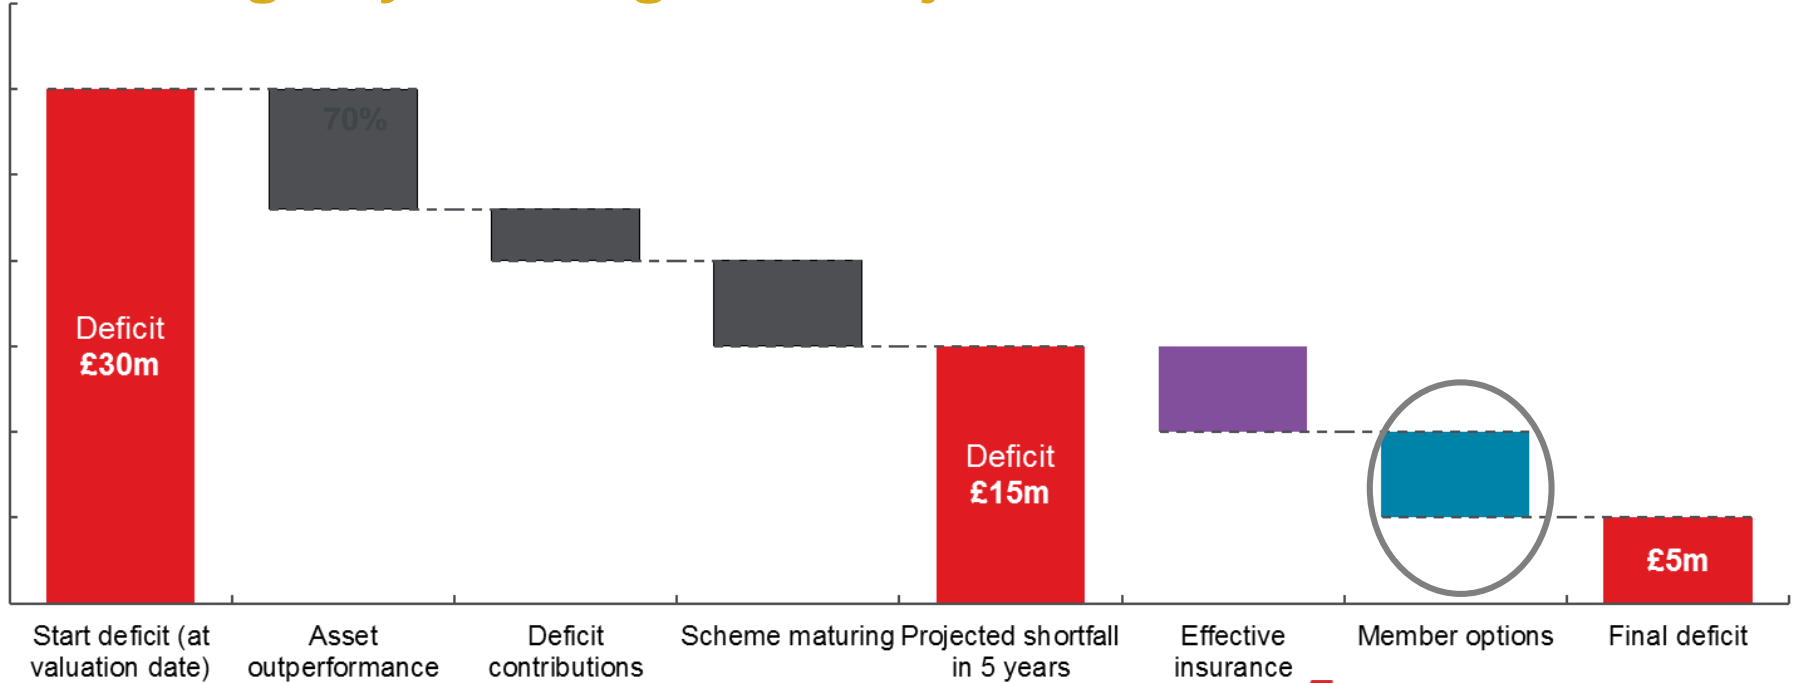 70%
Deficit
£30m
Deficit
£15m
£5m
Start deficit (at
valuation date)
Asset
outperformance
Deficit
contributions
Scheme maturing
Projected shortfall
in 5 years
Effective
insurance
Member options
Final deficit